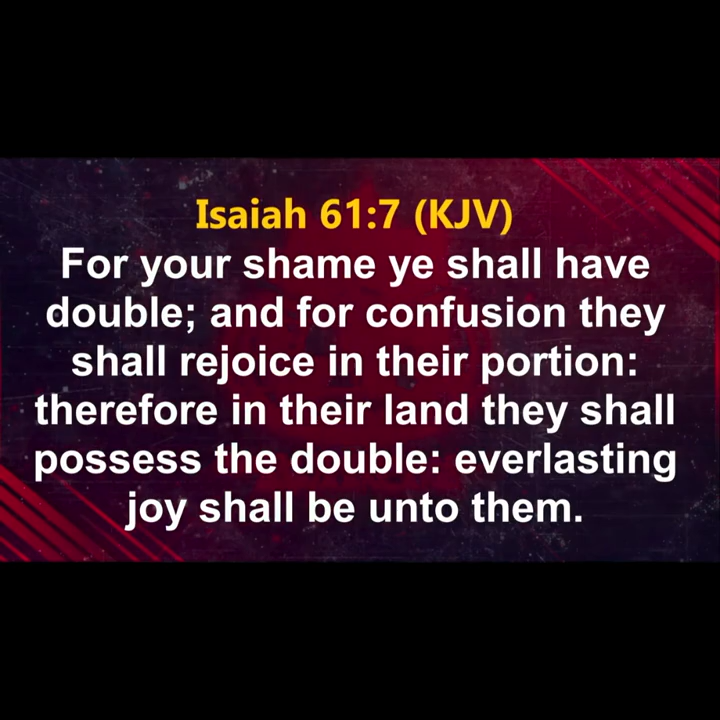 Isaiah 61:7 (KJV)
For your shame ye shall have
double; and for confusion they
shall rejoice in their portion:
therefore in their land they shall
possess the double: everlasting
joy shall be unto them.